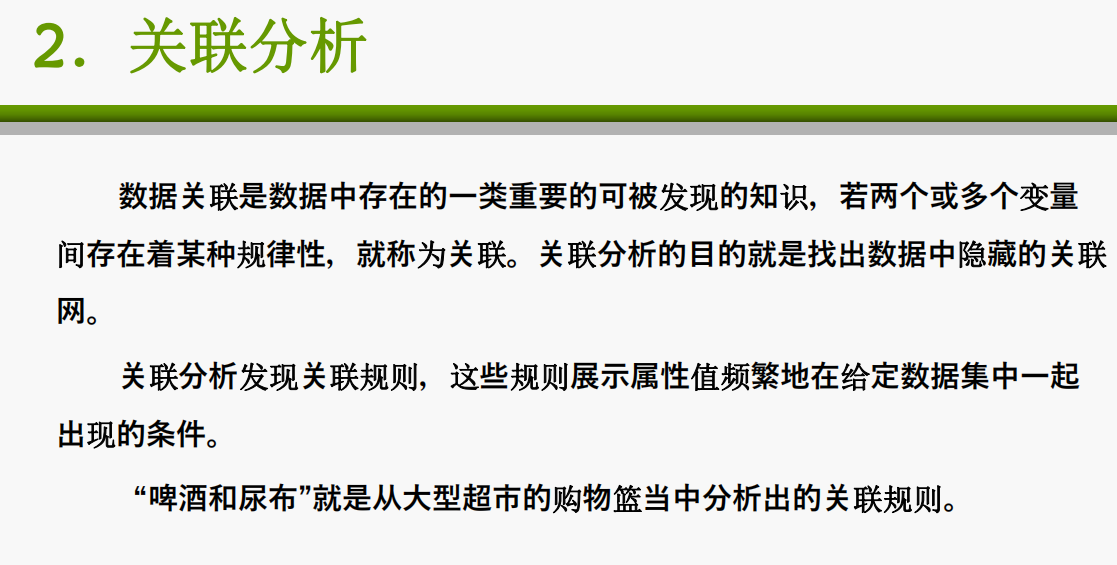 2. 关联分析
数据关联是数据中存在的一类重要的可被发现的知识，若两个或多个变量
间存在着某种规律性，就称为关联。关联分析的目的就是找出数据中隐藏的关联
网。
关联分析发现关联规则，这些规则展示属性值频繁地在给定数据集中一起
出现的条件。
“啤酒和尿布”就是从大型超市的购物篮当中分析出的关联规则。